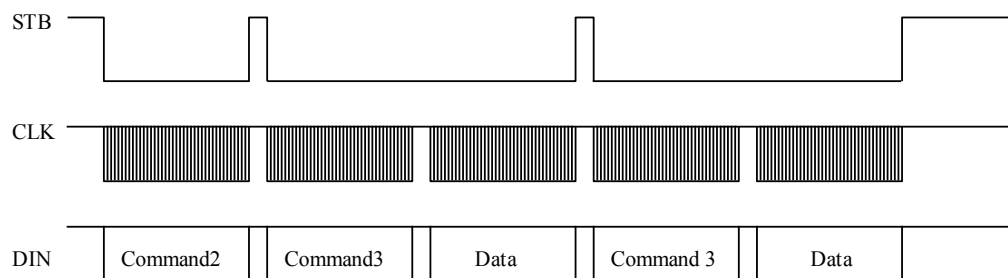 STB
CLK
DIN Command2 Command3 Data Command 3 Data